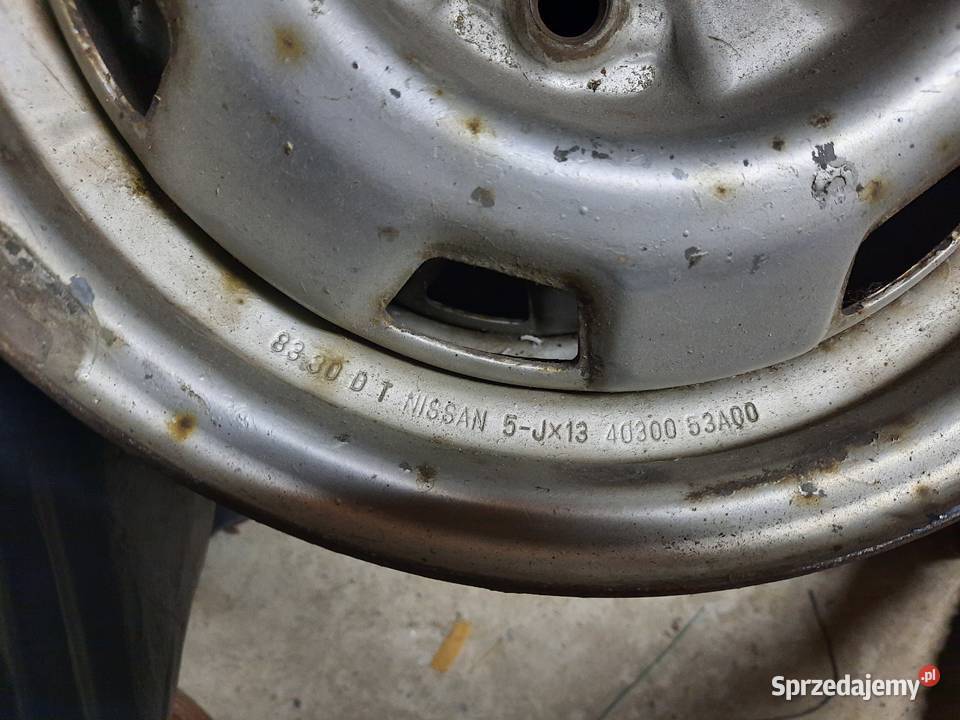 83.30 D T NISSAN 5-J×13 40300 53A00
Sprzedajemy.pl